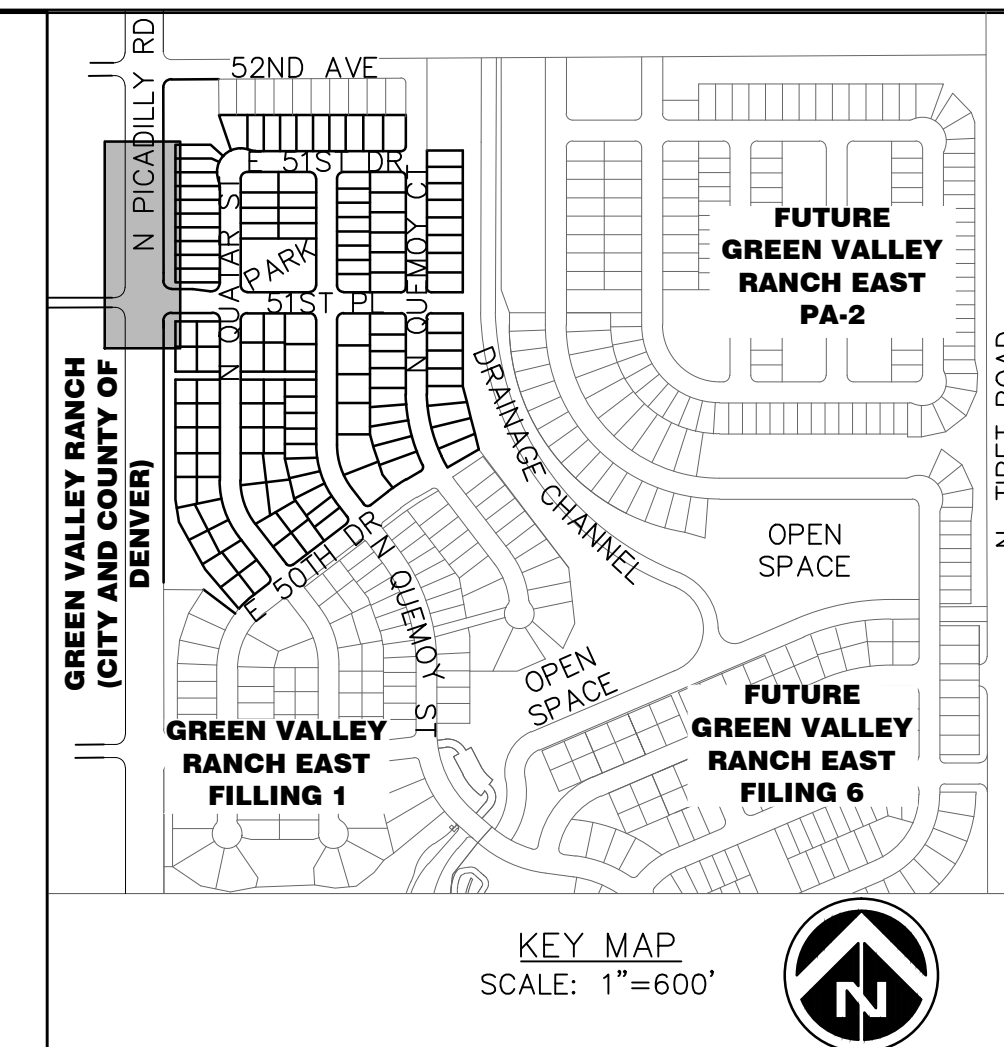 N PICADILLY RD
52ND AVE
E 51ST DR
N QUATAR ST
PARK
N QUEMOY CT
51ST PL
FUTURE
GREEN VALLEY
RANCH EAST
PA-2
DRAINAGE CHANNEL
N TIBET ROAD
GREEN VALLEY RANCH
(CITY AND COUNTY OF
DENVER)
E 50TH DR
N QUEMOY ST
OPEN
SPACE
OPEN
SPACE
GREEN VALLEY
RANCH EAST
FILLING 1
FUTURE
GREEN VALLEY
RANCH EAST
FILING 6
KEY MAP
SCALE: 1"=600'
N